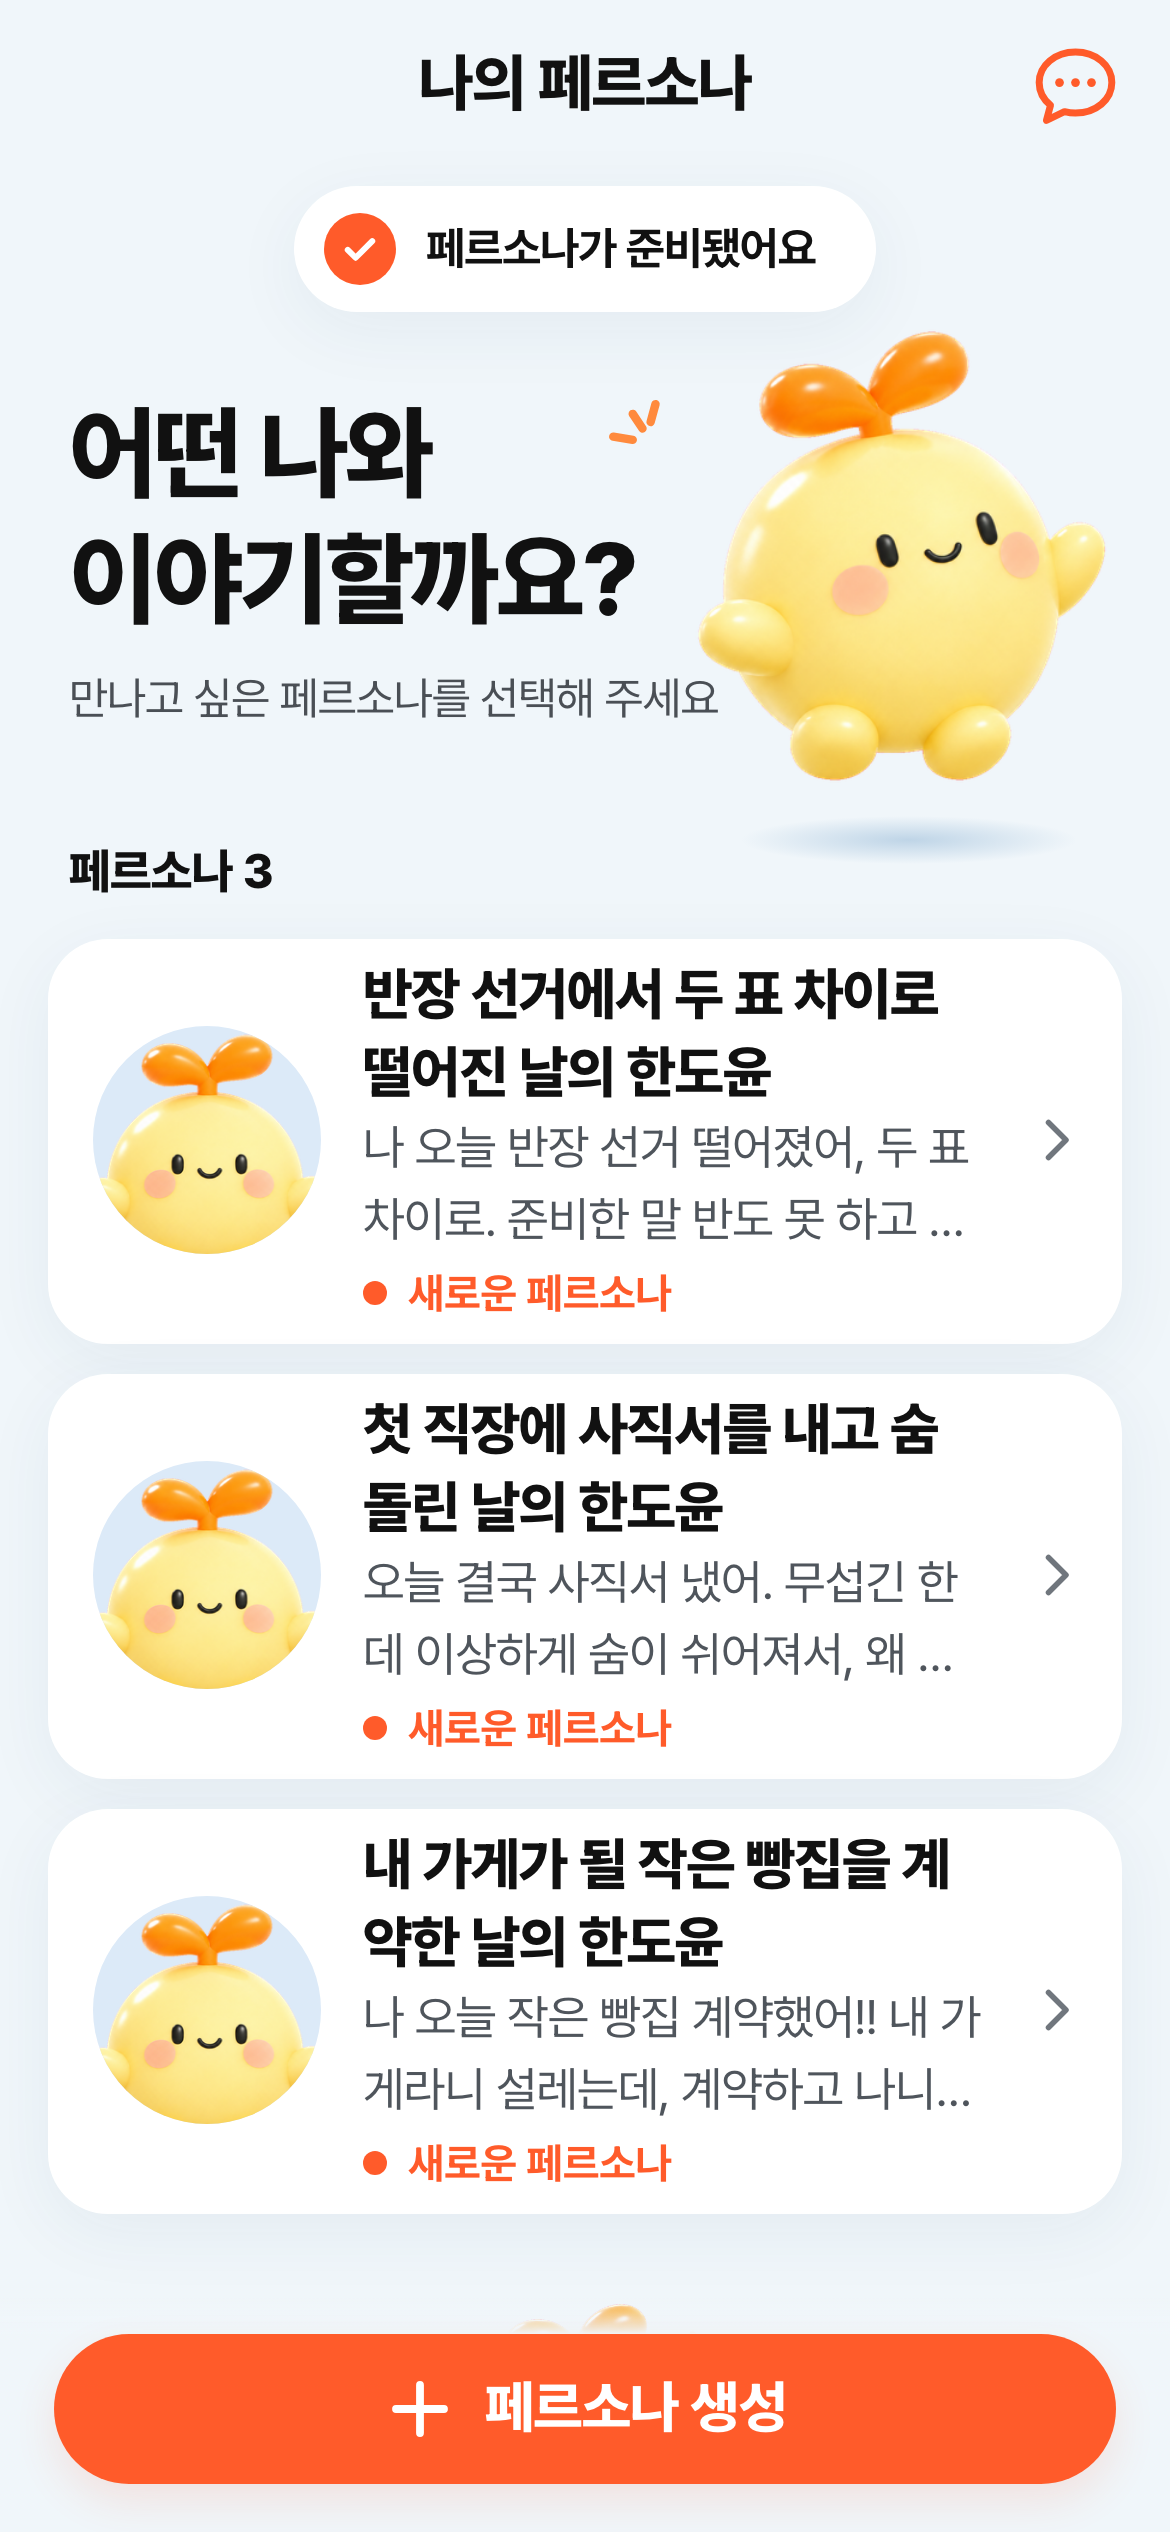 나의 페르소나
페르소나가 준비됐어요
어떤 나와
이야기할까요?
만나고 싶은 페르소나를 선택해 주세요
페르소나 3
반장 선거에서 두 표 차이로
떨어진 날의 한도윤
나 오늘 반장 선거 떨어졌어, 두 표
차이로. 준비한 말 반도 못 하고 ...
새로운 페르소나
첫 직장에 사직서를 내고 숨
돌린 날의 한도윤
오늘 결국 사직서 냈어. 무섭긴 한
데 이상하게 숨이 쉬어져서, 왜 ...
새로운 페르소나
내 가게가 될 작은 빵집을 계
약한 날의 한도윤
나 오늘 작은 빵집 계약했어!! 내 가
게라니 설레는데, 계약하고 나니...
새로운 페르소나
페르소나 생성